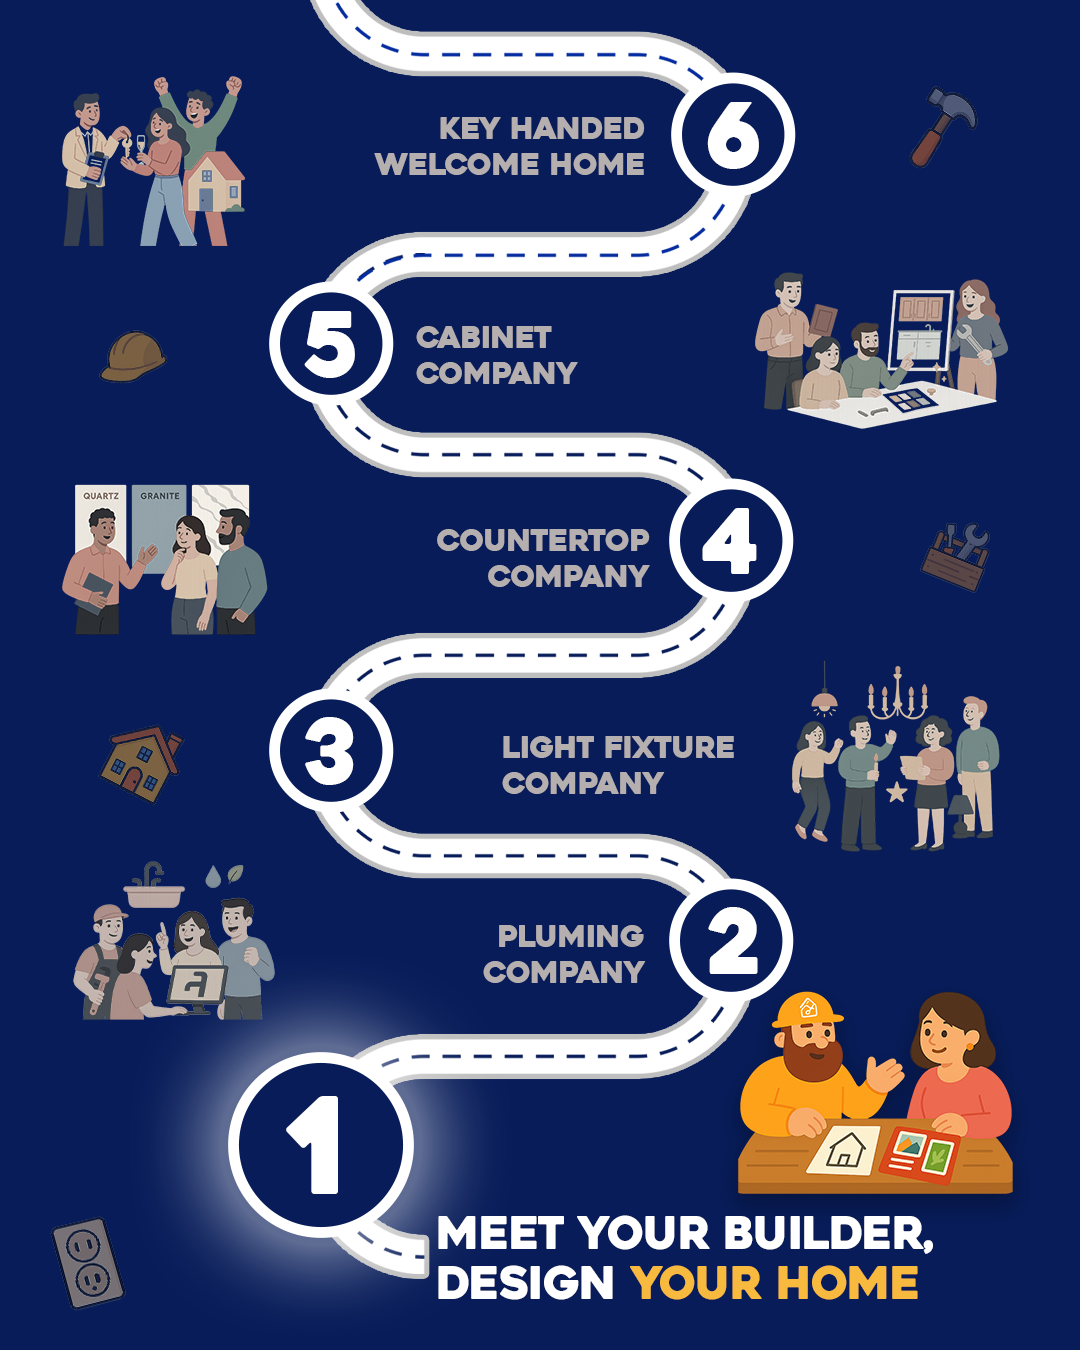 6
KEY HANDED
WELCOME HOME
5
CABINET
COMPANY
QUARTZ
GRANITE
4
COUNTERTOP
COMPANY
3
LIGHT FIXTURE
COMPANY
2
PLUMING
COMPANY
1
MEET YOUR BUILDER,
DESIGN YOUR HOME